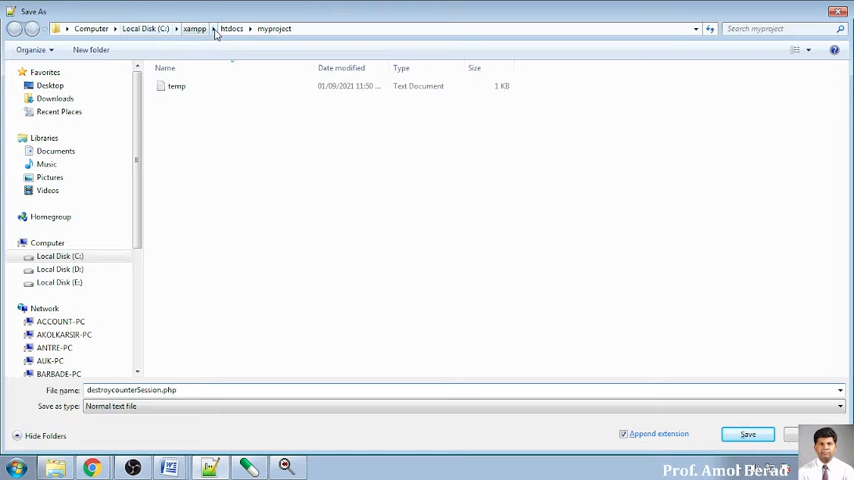 Save As
Computer Local Disk (C:) xampp htdocs myproject Search myproject
Organize New folder
Name Date modified Type Size
temp 01/09/2021 11:50 ... Text Document 1 KB
Favorites
Desktop
Downloads
Recent Places
Libraries
Documents
Music
Pictures
Videos
Homegroup
Computer
Local Disk (C:)
Local Disk (D:)
Local Disk (E:)
Network
ACCOUNT-PC
AKOLKARSIR-PC
ANTRE-PC
AUK-PC
BARBADE-PC
File name: destroycounterSession.php
Save as type: Normal text file
Hide Folders Append extension Save
Prof. Amol Berad